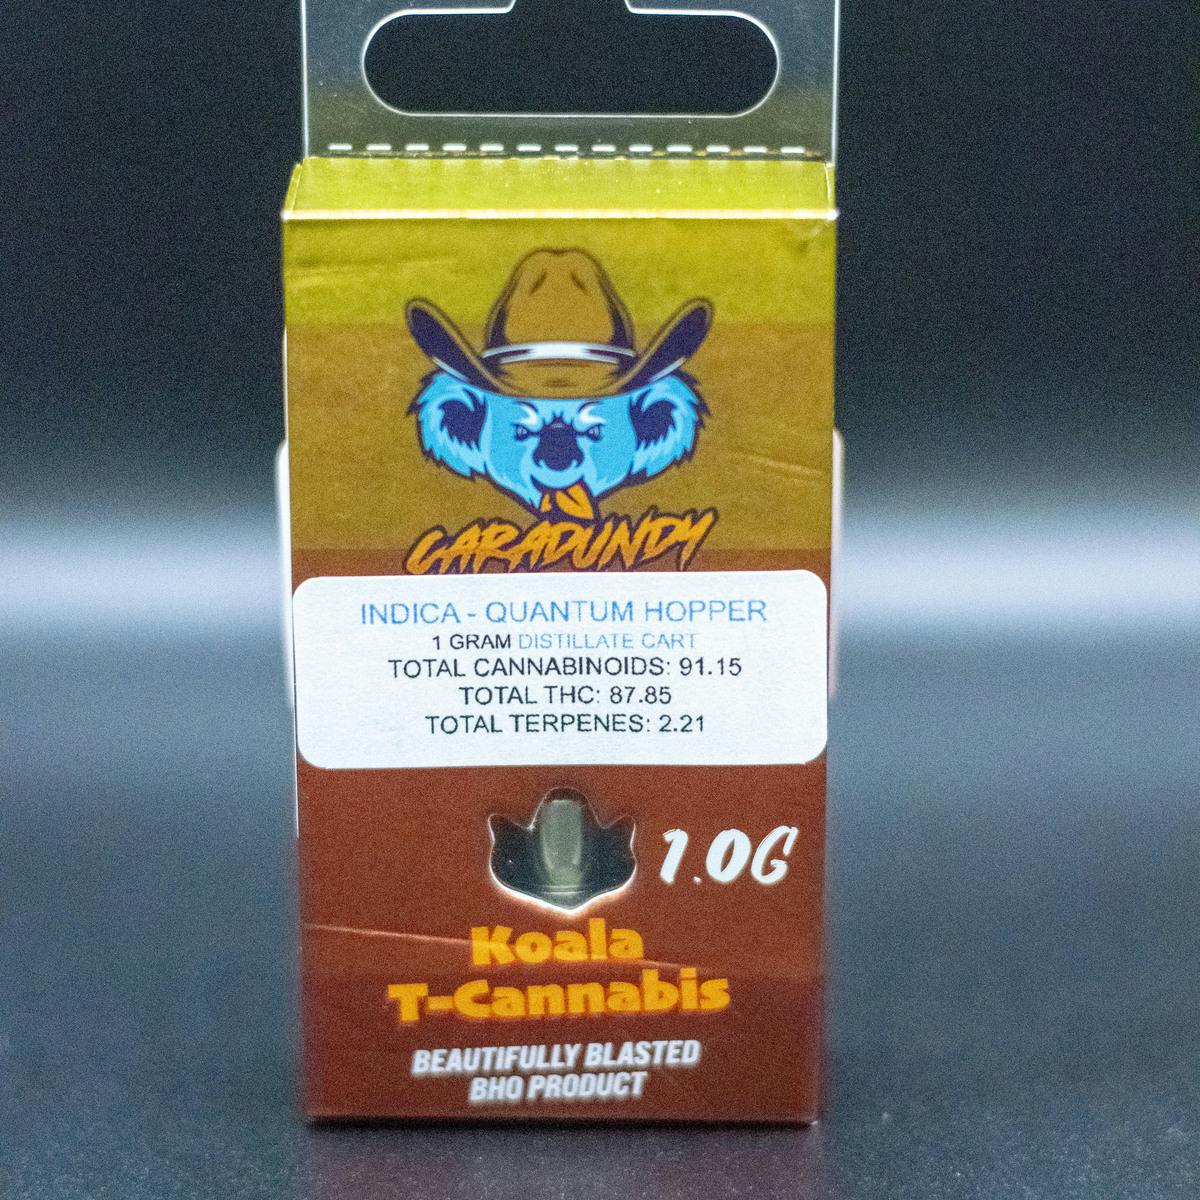 CARADUNDY
INDICA - QUANTUM HOPPER
1 GRAM DISTILLATE CART
TOTAL CANNABINOIDS: 91.15
TOTAL THC: 87.85
TOTAL TERPENES: 2.21
1.0G
Koala
T-Cannabis
BEAUTIFULLY BLASTED
BHO PRODUCT